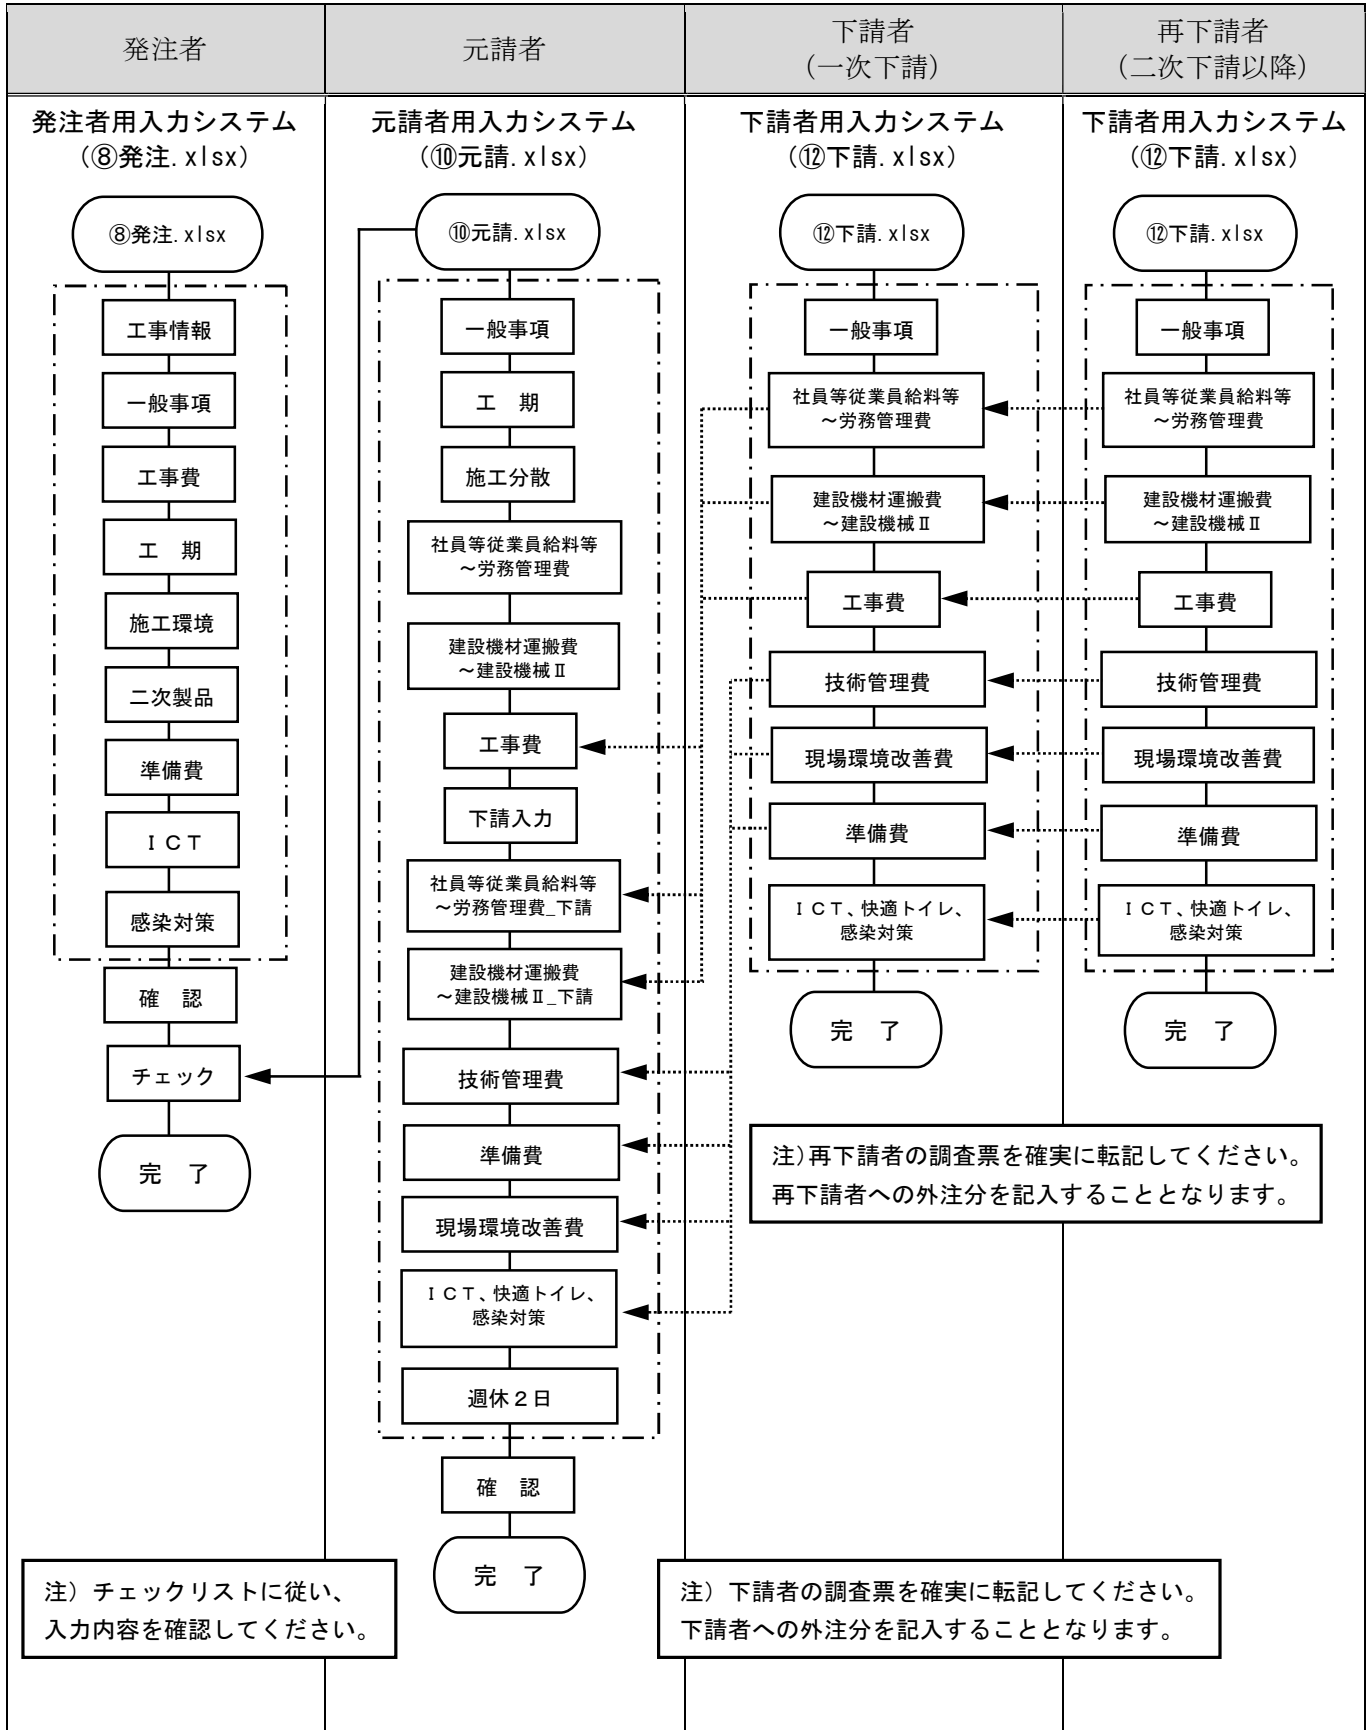 発注者
元請者
下請者
（一次下請）
再下請者
（二次下請以降）
発注者用入力システム
（⑧発注.xlsx）
⑧発注.xlsx
工事情報
一般事項
工事費
工　期
施工環境
二次製品
準備費
ＩＣＴ
感染対策
確　認
チェック
完　了
注）チェックリストに従い、
入力内容を確認してください。
元請者用入力システム
（⑩元請.xlsx）
⑩元請.xlsx
一般事項
工　期
施工分散
社員等従業員給料等
～労務管理費
建設機材運搬費
～建設機械Ⅱ
工事費
下請入力
社員等従業員給料等
～労務管理費_下請
建設機材運搬費
～建設機械Ⅱ_下請
技術管理費
準備費
現場環境改善費
ＩＣＴ、快適トイレ、
感染対策
週休２日
確　認
完　了
下請者用入力システム
（⑫下請.xlsx）
⑫下請.xlsx
一般事項
社員等従業員給料等
～労務管理費
建設機材運搬費
～建設機械Ⅱ
工事費
技術管理費
現場環境改善費
準備費
ＩＣＴ、快適トイレ、
感染対策
完　了
下請者用入力システム
（⑫下請.xlsx）
⑫下請.xlsx
一般事項
社員等従業員給料等
～労務管理費
建設機材運搬費
～建設機械Ⅱ
工事費
技術管理費
現場環境改善費
準備費
ＩＣＴ、快適トイレ、
感染対策
完　了
注）再下請者の調査票を確実に転記してください。
再下請者への外注分を記入することとなります。
注）下請者の調査票を確実に転記してください。
下請者への外注分を記入することとなります。